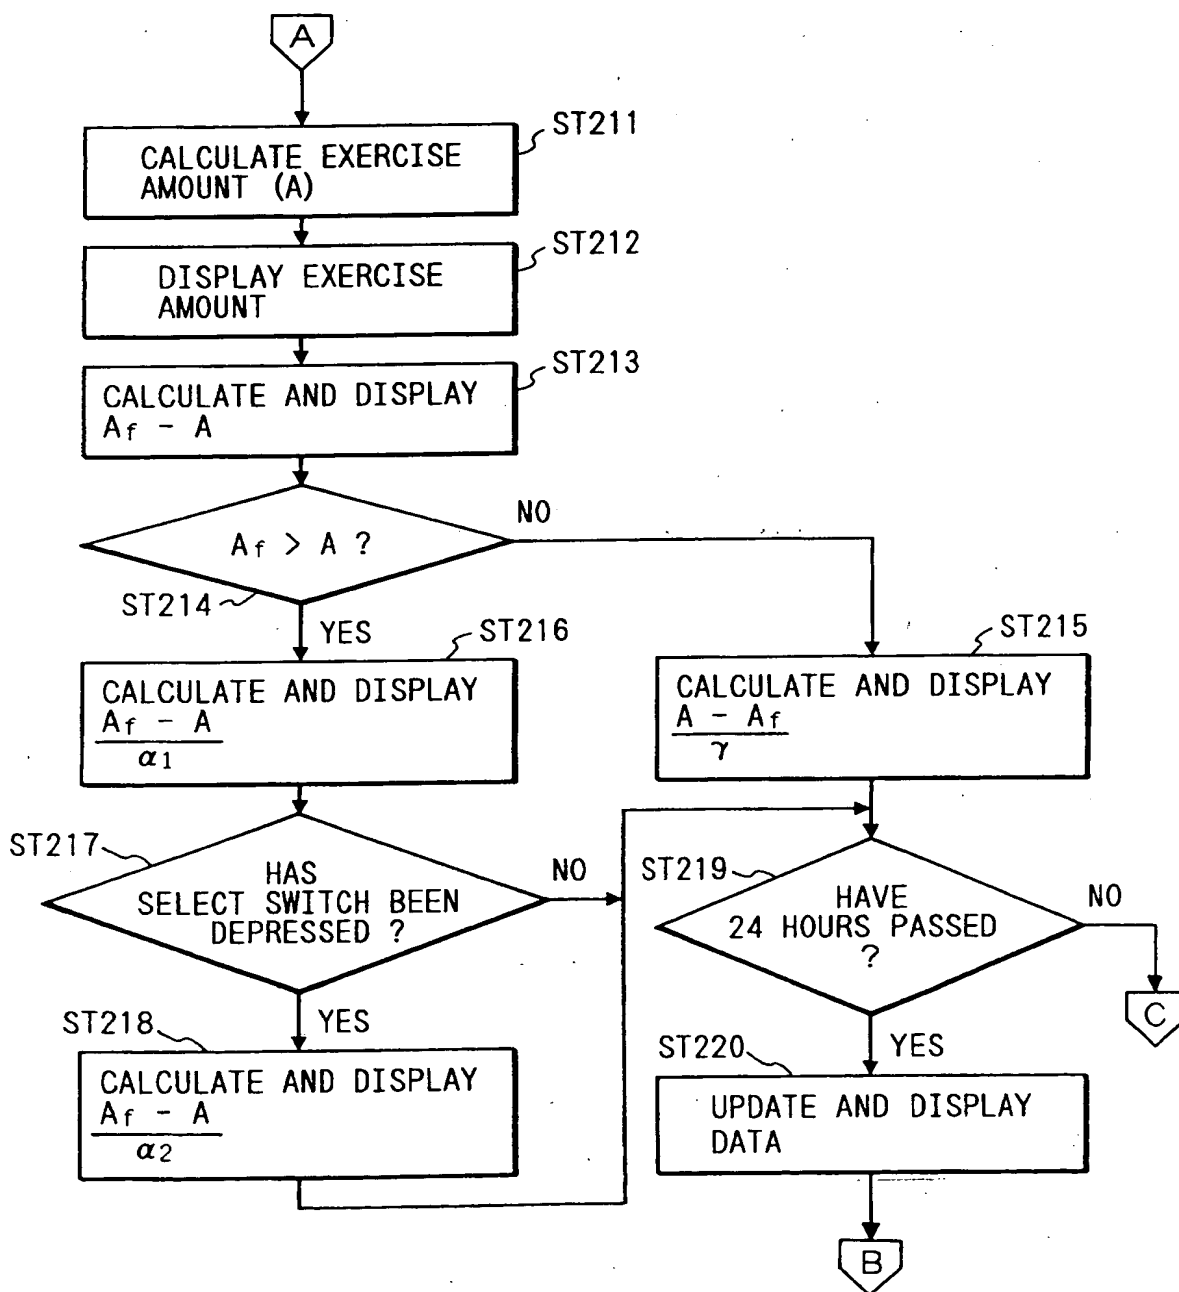 A
ST211
CALCULATE EXERCISE
AMOUNT (A)
ST212
DISPLAY EXERCISE
AMOUNT
ST213
CALCULATE AND DISPLAY
Af - A
NO
Af > A ?
ST214
YES
ST216
CALCULATE AND DISPLAY
Af - A
α1
ST215
CALCULATE AND DISPLAY
A - Af
γ
ST217
HAS
SELECT SWITCH BEEN
DEPRESSED ?
NO
YES
ST218
CALCULATE AND DISPLAY
Af - A
α2
ST219
HAVE
24 HOURS PASSED
?
NO
C
YES
ST220
UPDATE AND DISPLAY
DATA
B